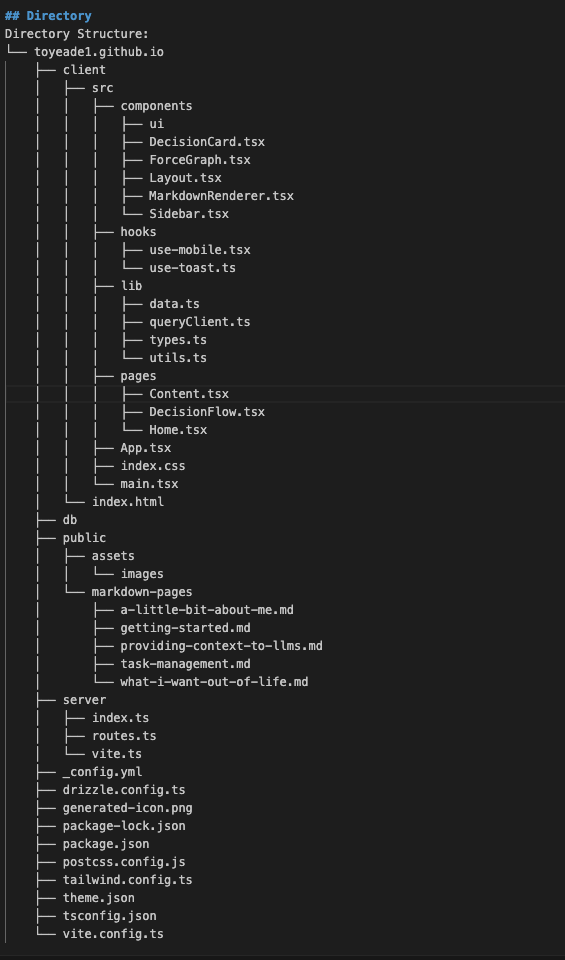 ## Directory
Directory Structure:
└── toyeade1.github.io
    ├── client
    │   ├── src
    │   │   ├── components
    │   │   │   ├── ui
    │   │   │   ├── DecisionCard.tsx
    │   │   │   ├── ForceGraph.tsx
    │   │   │   ├── Layout.tsx
    │   │   │   ├── MarkdownRenderer.tsx
    │   │   │   └── Sidebar.tsx
    │   │   ├── hooks
    │   │   │   ├── use-mobile.tsx
    │   │   │   └── use-toast.ts
    │   │   ├── lib
    │   │   │   ├── data.ts
    │   │   │   ├── queryClient.ts
    │   │   │   ├── types.ts
    │   │   │   └── utils.ts
    │   │   ├── pages
    │   │   │   ├── Content.tsx
    │   │   │   ├── DecisionFlow.tsx
    │   │   │   └── Home.tsx
    │   │   ├── App.tsx
    │   │   ├── index.css
    │   │   └── main.tsx
    │   └── index.html
    ├── db
    ├── public
    │   ├── assets
    │   │   └── images
    │   └── markdown-pages
    │       ├── a-little-bit-about-me.md
    │       ├── getting-started.md
    │       ├── providing-context-to-llms.md
    │       ├── task-management.md
    │       └── what-i-want-out-of-life.md
    ├── server
    │   ├── index.ts
    │   ├── routes.ts
    │   └── vite.ts
    ├── _config.yml
    ├── drizzle.config.ts
    ├── generated-icon.png
    ├── package-lock.json
    ├── package.json
    ├── postcss.config.js
    ├── tailwind.config.ts
    ├── theme.json
    ├── tsconfig.json
    └── vite.config.ts